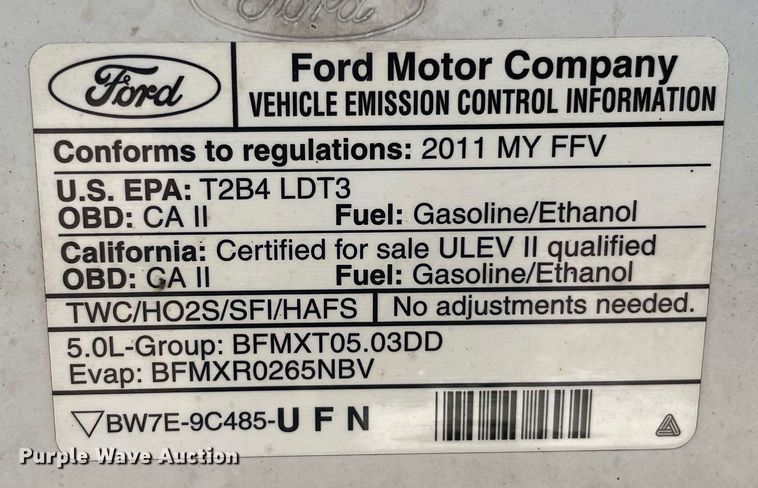 Ford
Ford
Ford Motor Company
VEHICLE EMISSION CONTROL INFORMATION
Conforms to regulations: 2011 MY FFV
U.S. EPA: T2B4 LDT3
OBD: CA II Fuel: Gasoline/Ethanol
California: Certified for sale ULEV II qualified
OBD: CA II Fuel: Gasoline/Ethanol
TWC/HO2S/SFI/HAFS No adjustments needed.
5.0L-Group: BFMXT05.03DD
Evap: BFMXR0265NBV
BW7E-9C485-U F N
Purple Wave Auction